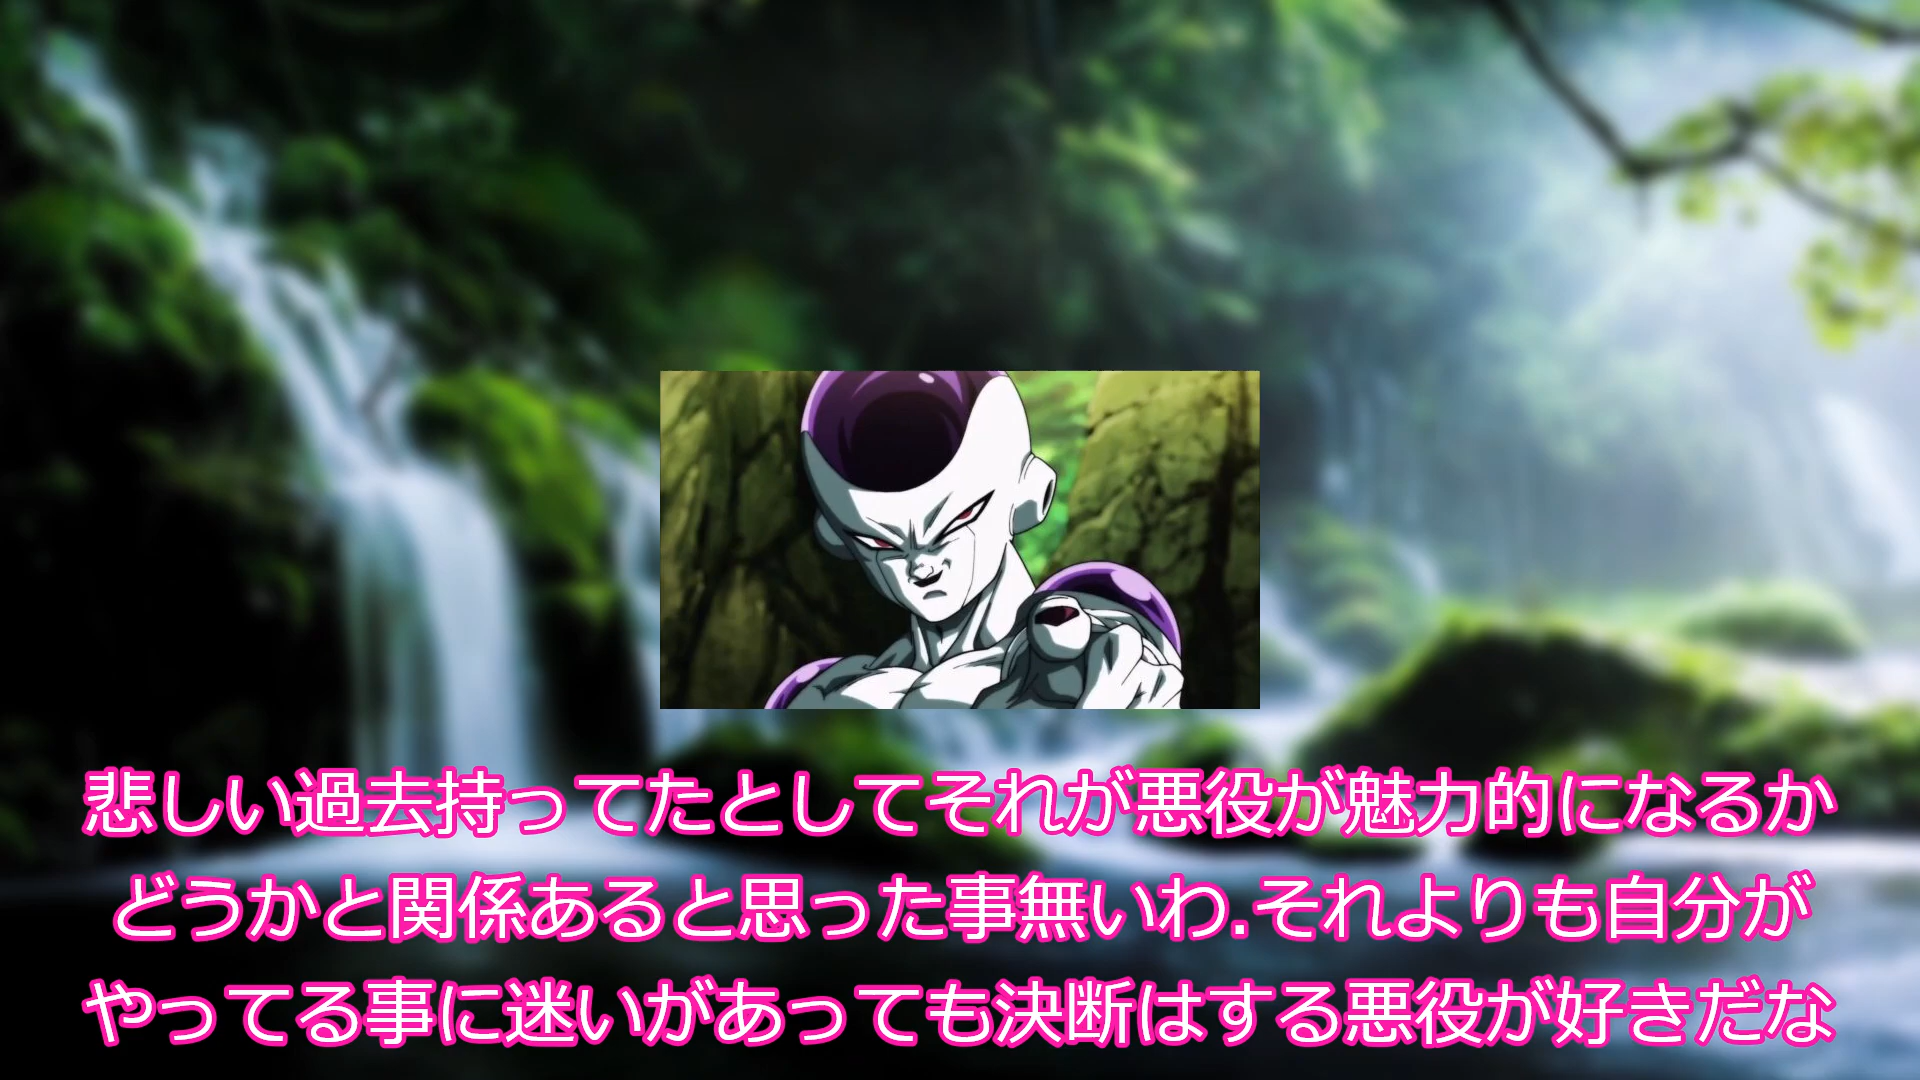 悲しい過去持ってたとしてそれが悪役が魅力的になるか
どうかと関係あると思った事無いわ.それよりも自分が
やってる事に迷いがあっても決断はする悪役が好きだな